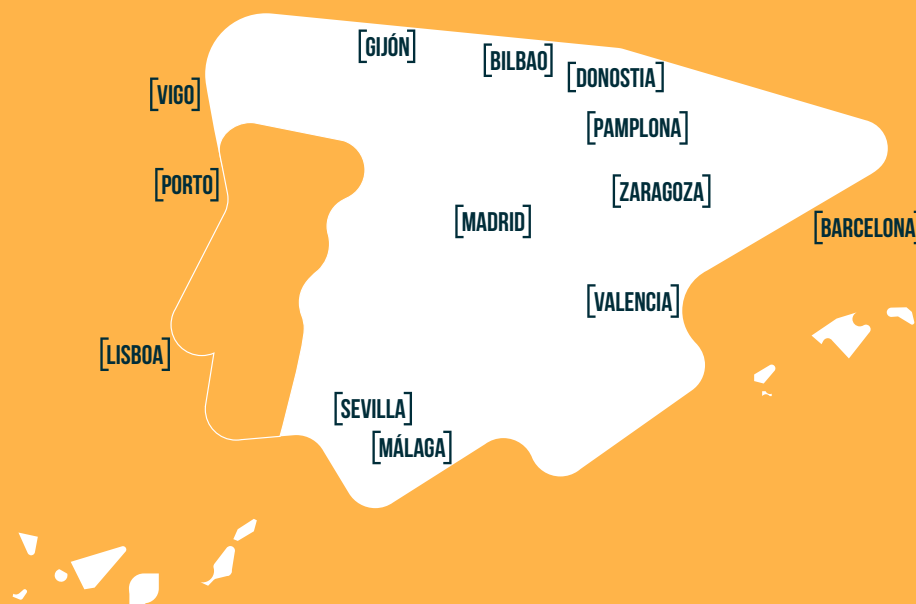 [GIJÓN]
[BILBAO]
[DONOSTIA]
[VIGO]
[PAMPLONA]
[PORTO]
[ZARAGOZA]
[MADRID]
[BARCELONA]
[VALENCIA]
[LISBOA]
[SEVILLA]
[MÁLAGA]